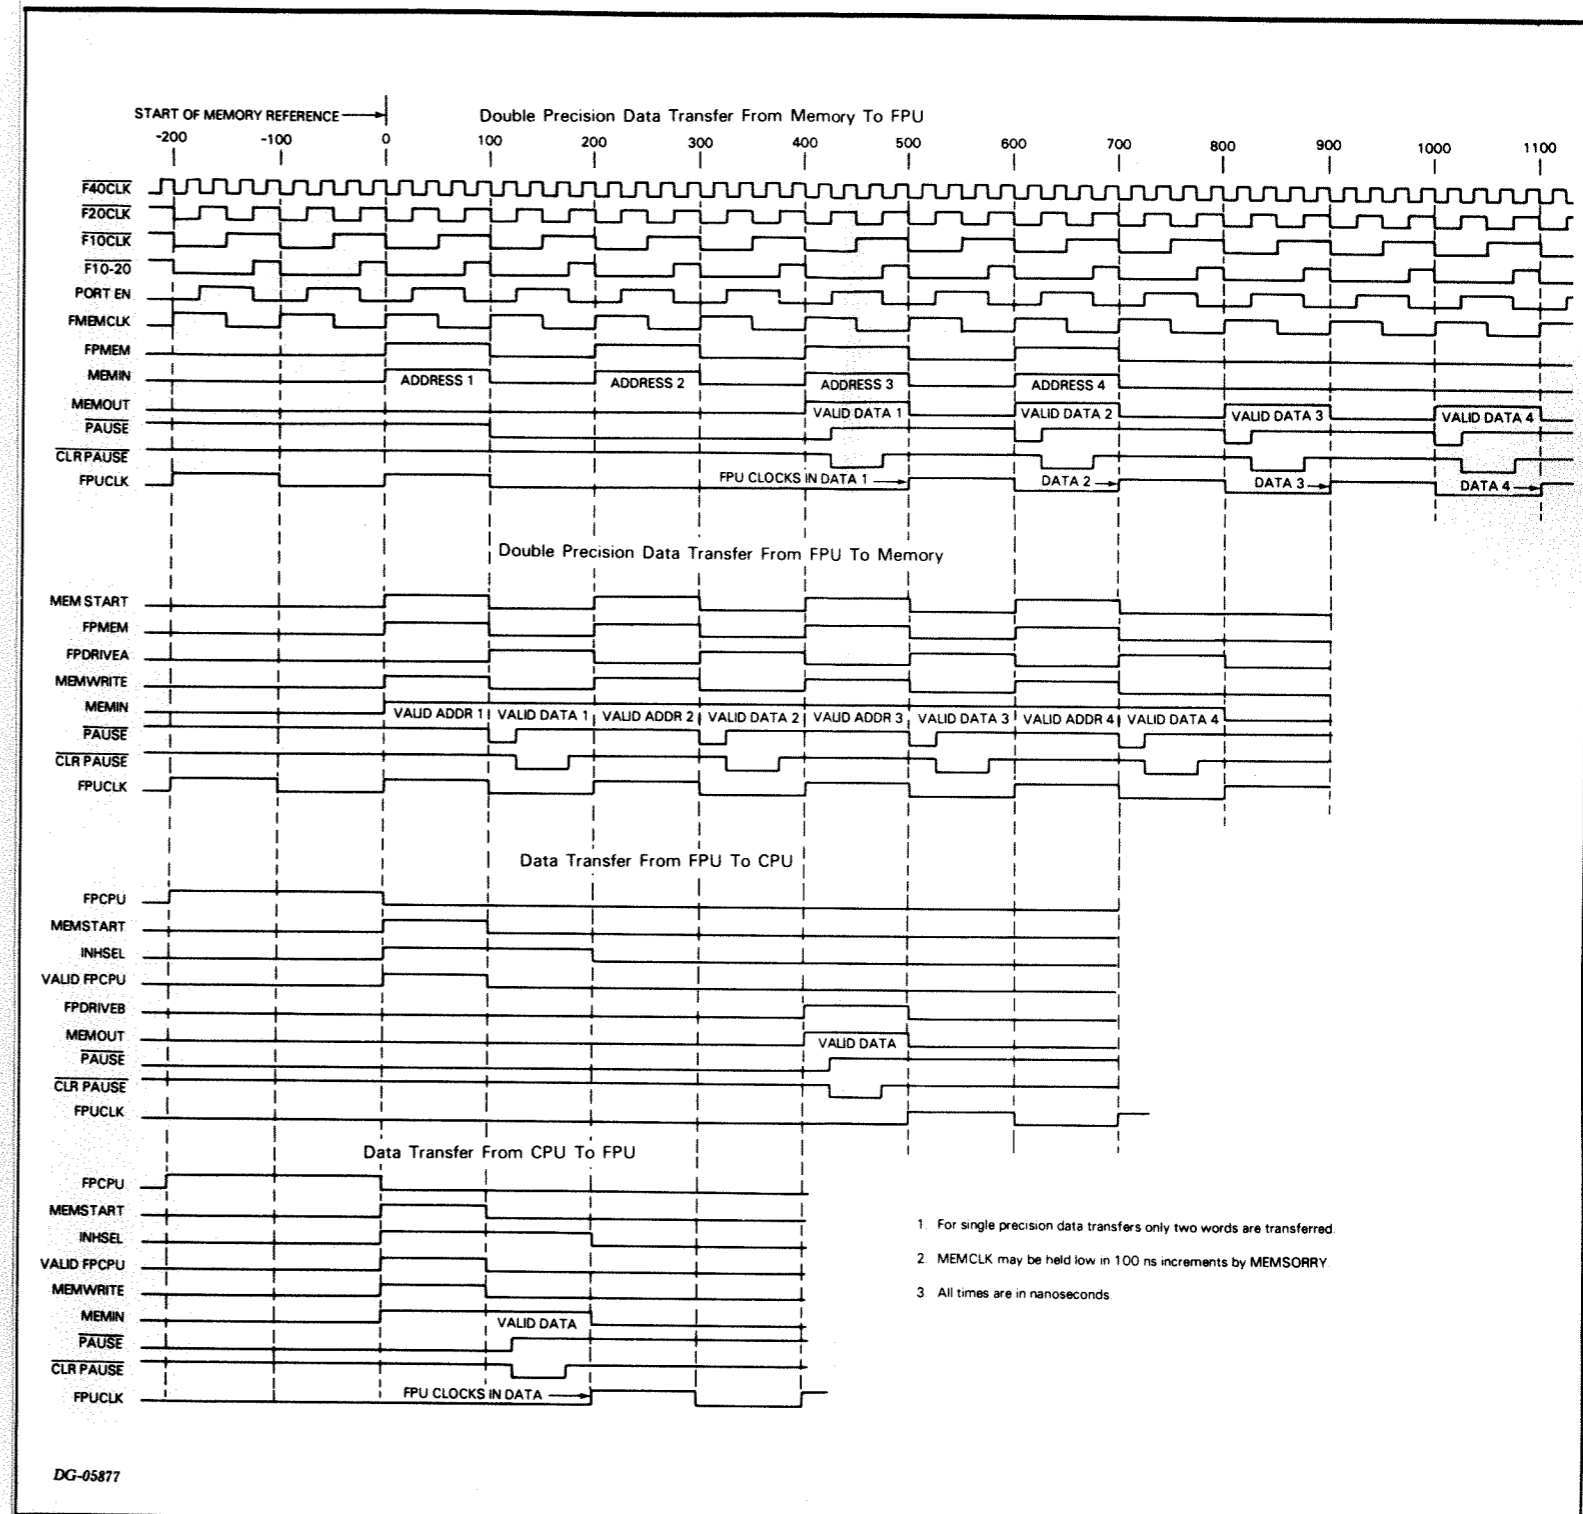 START OF MEMORY REFERENCE
Double Precision Data Transfer From Memory To FPU
-200 -100 0 100 200 300 400 500 600 700 800 900 1000 1100
F40CLK
F20CLK
F10CLK
F10-20
PORT EN
FMEMCLK
FPMEM
MEMIN ADDRESS 1 ADDRESS 2 ADDRESS 3 ADDRESS 4
MEMOUT VALID DATA 1 VALID DATA 2 VALID DATA 3 VALID DATA 4
PAUSE
CLR PAUSE
FPUCLK FPU CLOCKS IN DATA 1 DATA 2 DATA 3 DATA 4
Double Precision Data Transfer From FPU To Memory
MEM START
FPMEM
FPDRIVEA
MEMWRITE
MEMIN VALID ADDR 1 VALID DATA 1 VALID ADDR 2 VALID DATA 2 VALID ADDR 3 VALID DATA 3 VALID ADDR 4 VALID DATA 4
PAUSE
CLR PAUSE
FPUCLK
Data Transfer From FPU To CPU
FPCPU
MEMSTART
INHSEL
VALID FPCPU
FPDRIVEB
MEMOUT VALID DATA
PAUSE
CLR PAUSE
FPUCLK
Data Transfer From CPU To FPU
FPCPU
MEMSTART
INHSEL
VALID FPCPU
MEMWRITE
MEMIN VALID DATA
PAUSE
CLR PAUSE
FPUCLK FPU CLOCKS IN DATA
1. For single precision data transfers only two words are transferred.
2. MEMCLK may be held low in 100 ns increments by MEMSORRY.
3. All times are in nanoseconds.
DG-05877